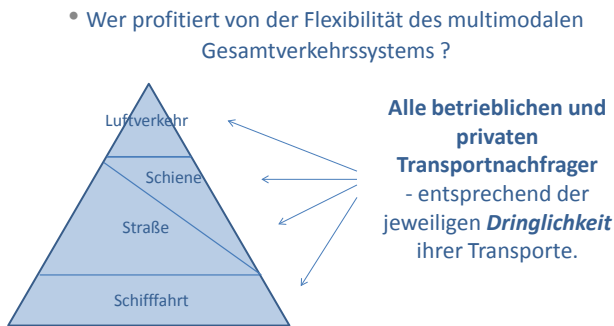 • Wer profitiert von der Flexibilität des multimodalen
Gesamtverkehrssystems ?
Luftverkehr
Schiene
Straße
Schifffahrt
Alle betrieblichen und
privaten
Transportnachfrager
- entsprechend der
jeweiligen Dringlichkeit
ihrer Transporte.